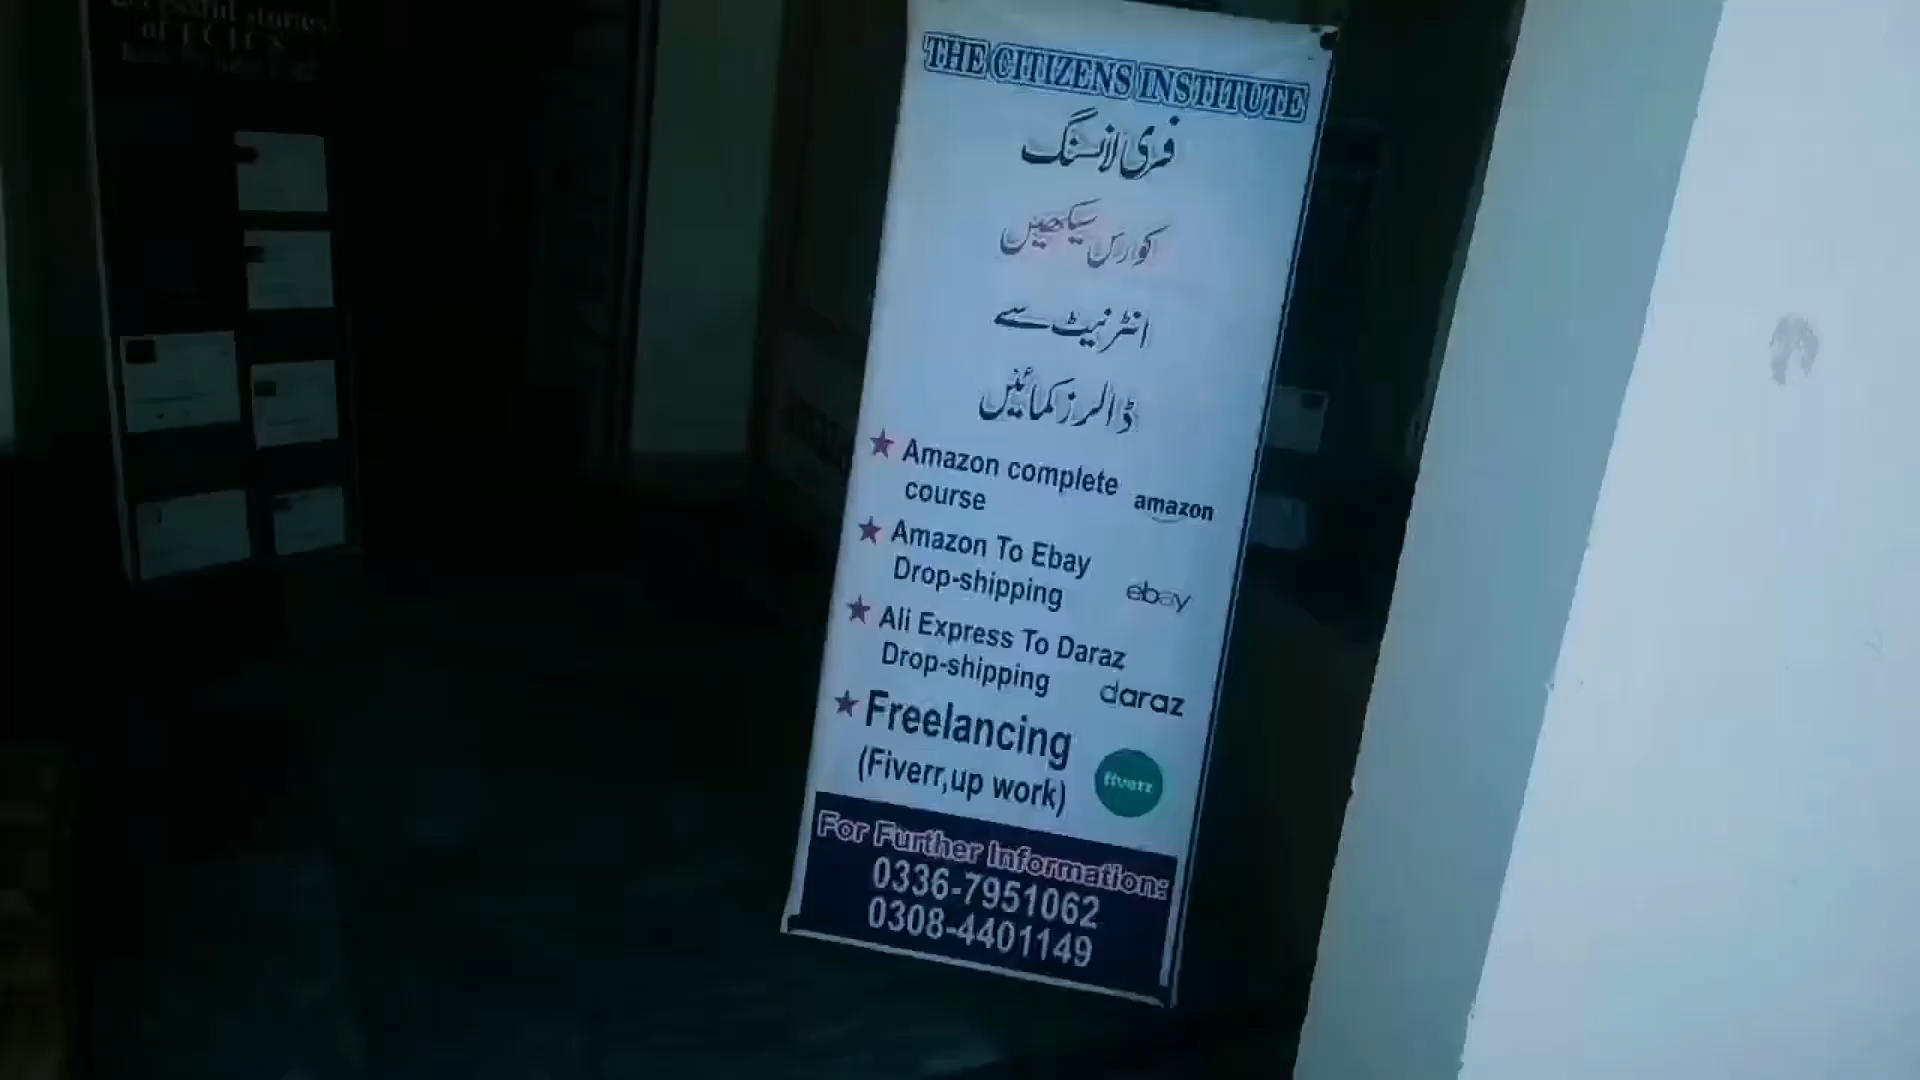 of TCIT'S
THE CITIZENS INSTITUTE
فری لانسنگ
کورس سیکھیں
انٹرنیٹ سے
ڈالرز کمائیں
★ Amazon complete
course
amazon
★ Amazon To Ebay
Drop-shipping
ebay
★ Ali Express To Daraz
Drop-shipping
daraz
★ Freelancing
(Fiverr,up work)
fiverr
For Further Information:
0336-7951062
0308-4401149